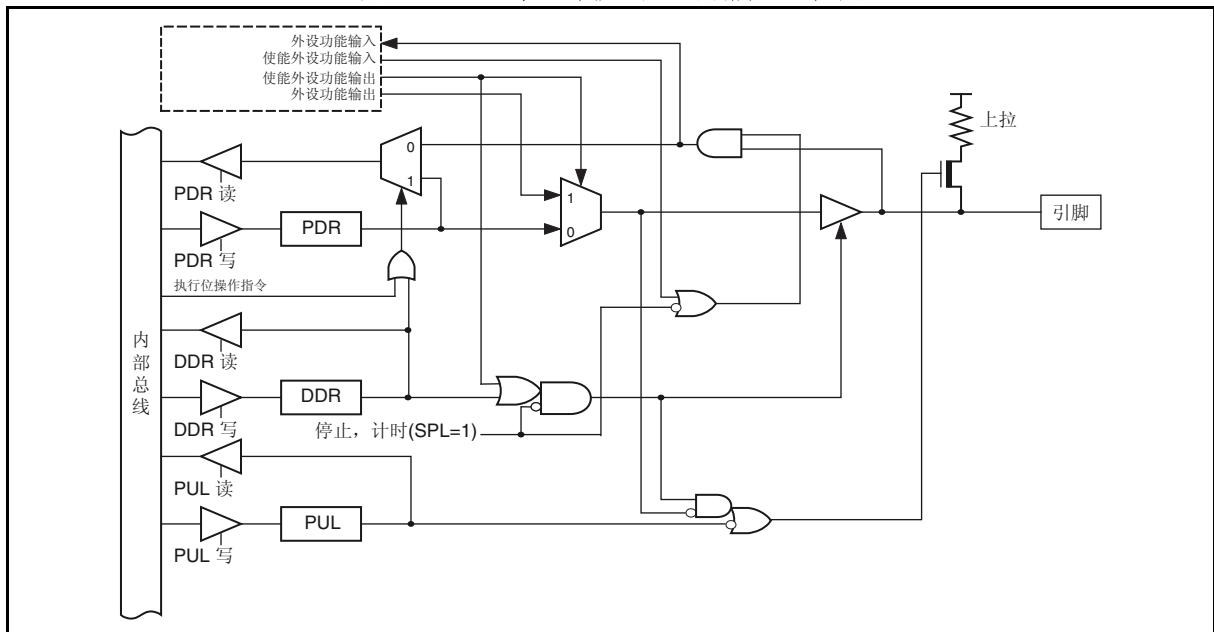 外设功能输入
使能外设功能输入
使能外设功能输出
外设功能输出
上拉
0
1
PDR 读
1
0
引脚
PDR
PDR 写
执行位操作指令
内部总线
DDR 读
DDR
DDR 写
停止，计时(SPL=1)
PUL 读
PUL
PUL 写